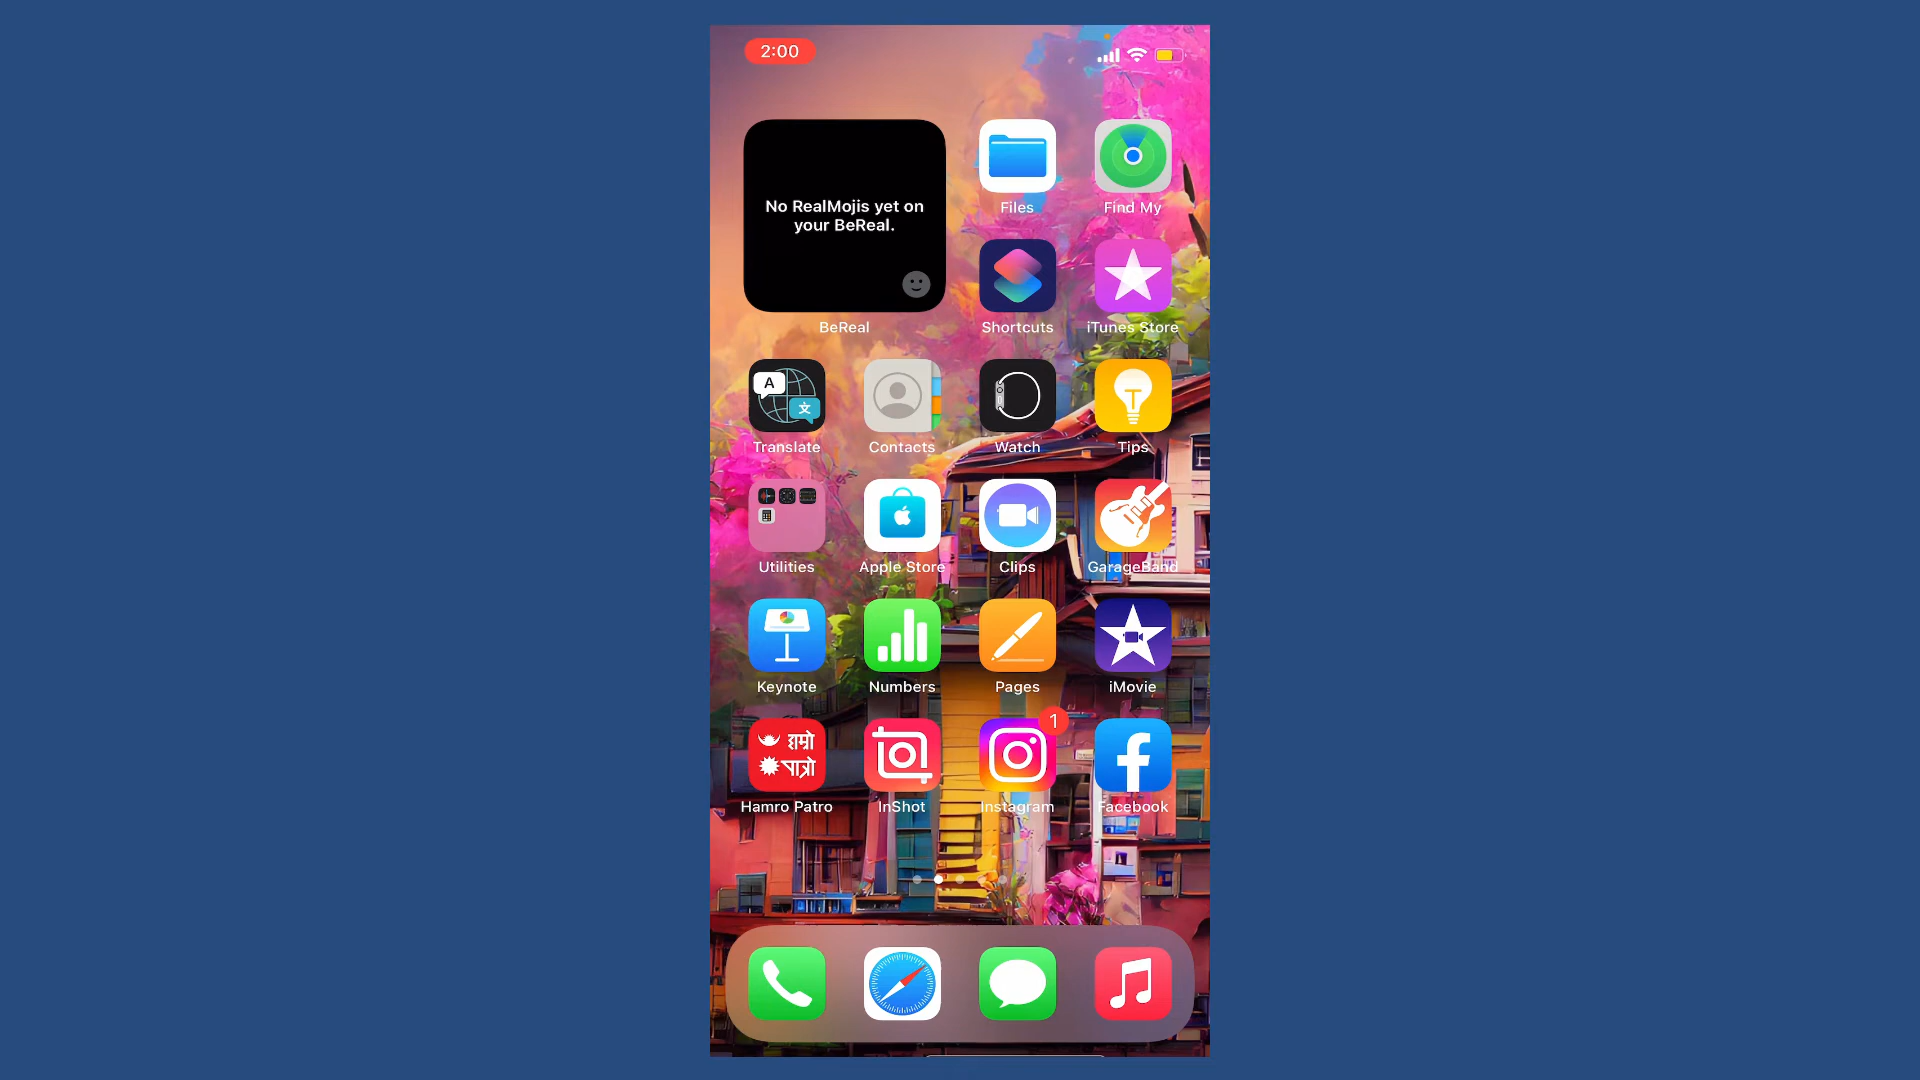 2:00
No RealMojis yet on
your BeReal.
BeReal
Files
Find My
Shortcuts
iTunes Store
A
文
Translate
Contacts
Watch
Tips
Utilities
Apple Store
Clips
GarageBand
Keynote
Numbers
Pages
iMovie
हाम्रो
पात्रो
1
Hamro Patro
InShot
Instagram
Facebook